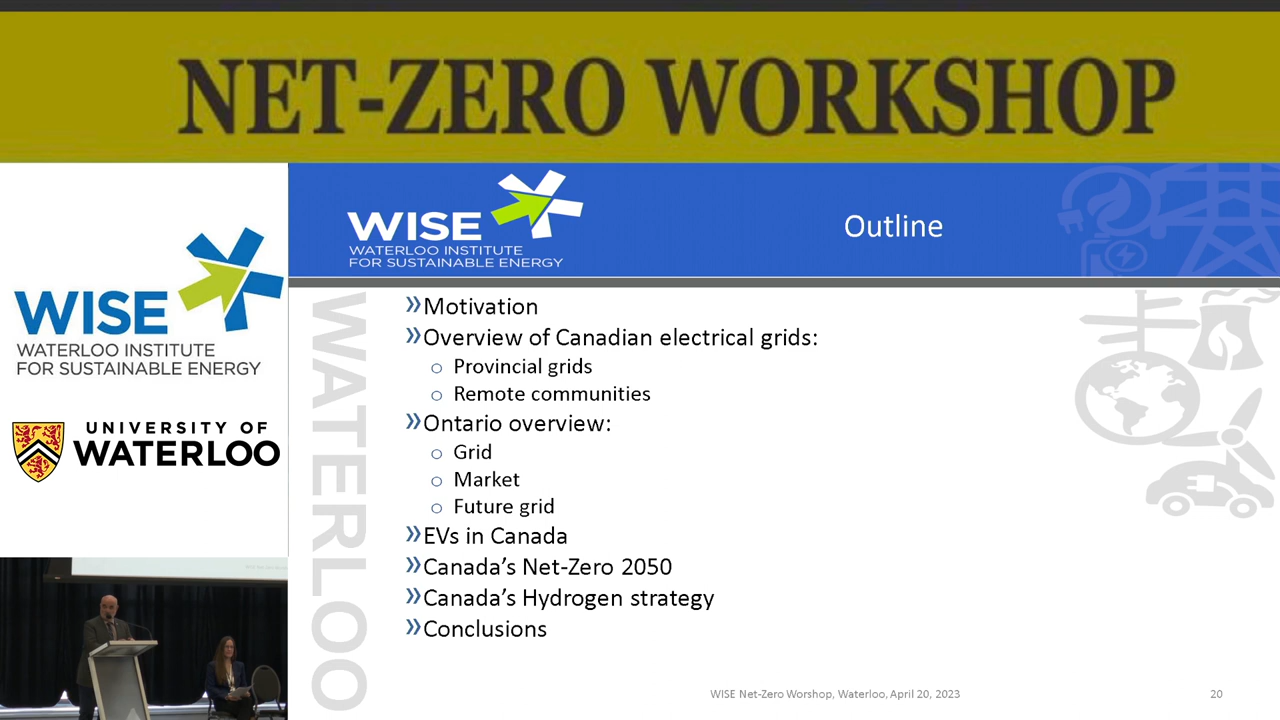 NET-ZERO WORKSHOP
WISE
WATERLOO INSTITUTE
FOR SUSTAINABLE ENERGY
UNIVERSITY OF
WATERLOO
WISE
WATERLOO INSTITUTE
FOR SUSTAINABLE ENERGY
Outline
WATERLOO
»Motivation
»Overview of Canadian electrical grids:
o Provincial grids
o Remote communities
»Ontario overview:
o Grid
o Market
o Future grid
»EVs in Canada
»Canada’s Net-Zero 2050
»Canada’s Hydrogen strategy
»Conclusions
WISE Net-Zero Worshop, Waterloo, April 20, 2023
20